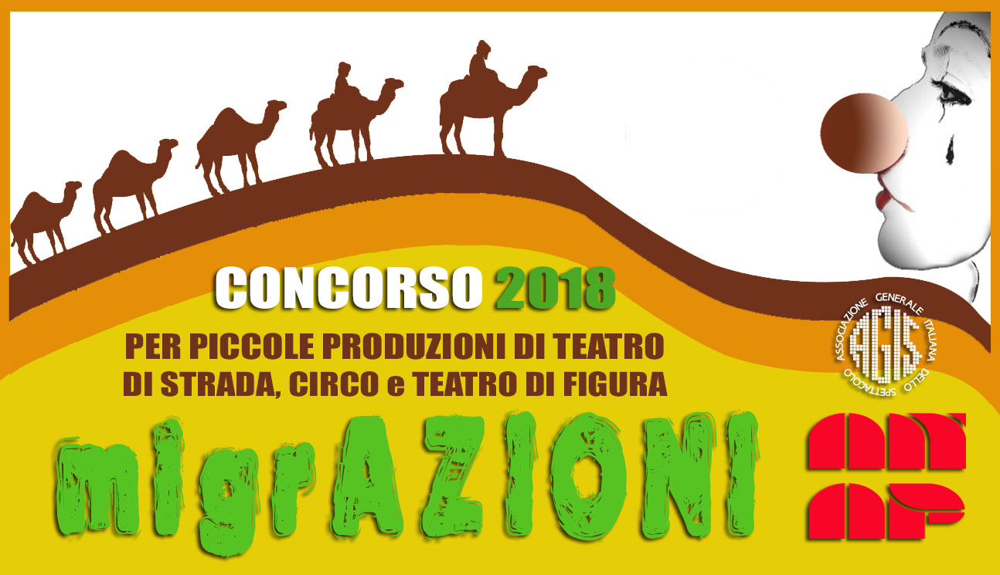 CONCORSO 2018
PER PICCOLE PRODUZIONI DI TEATRO
DI STRADA, CIRCO e TEATRO DI FIGURA
migrAZIONI
ASSOCIAZIONE GENERALE ITALIANA DELLO SPETTACOLO
AGIS